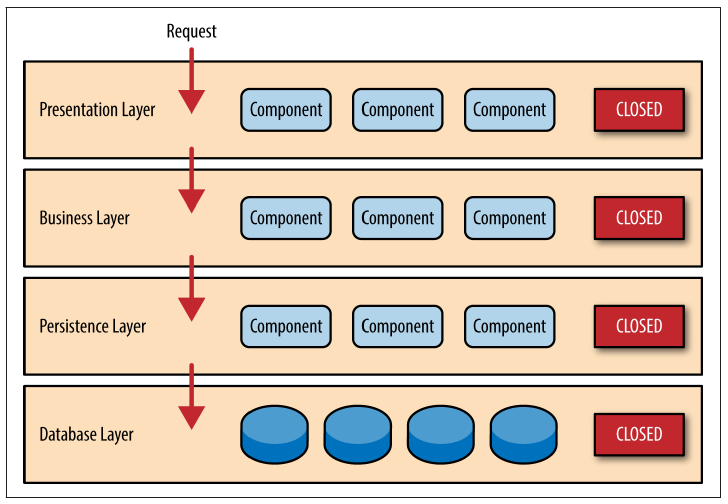 Request
Presentation Layer Component Component Component CLOSED
Business Layer Component Component Component CLOSED
Persistence Layer Component Component Component CLOSED
Database Layer CLOSED